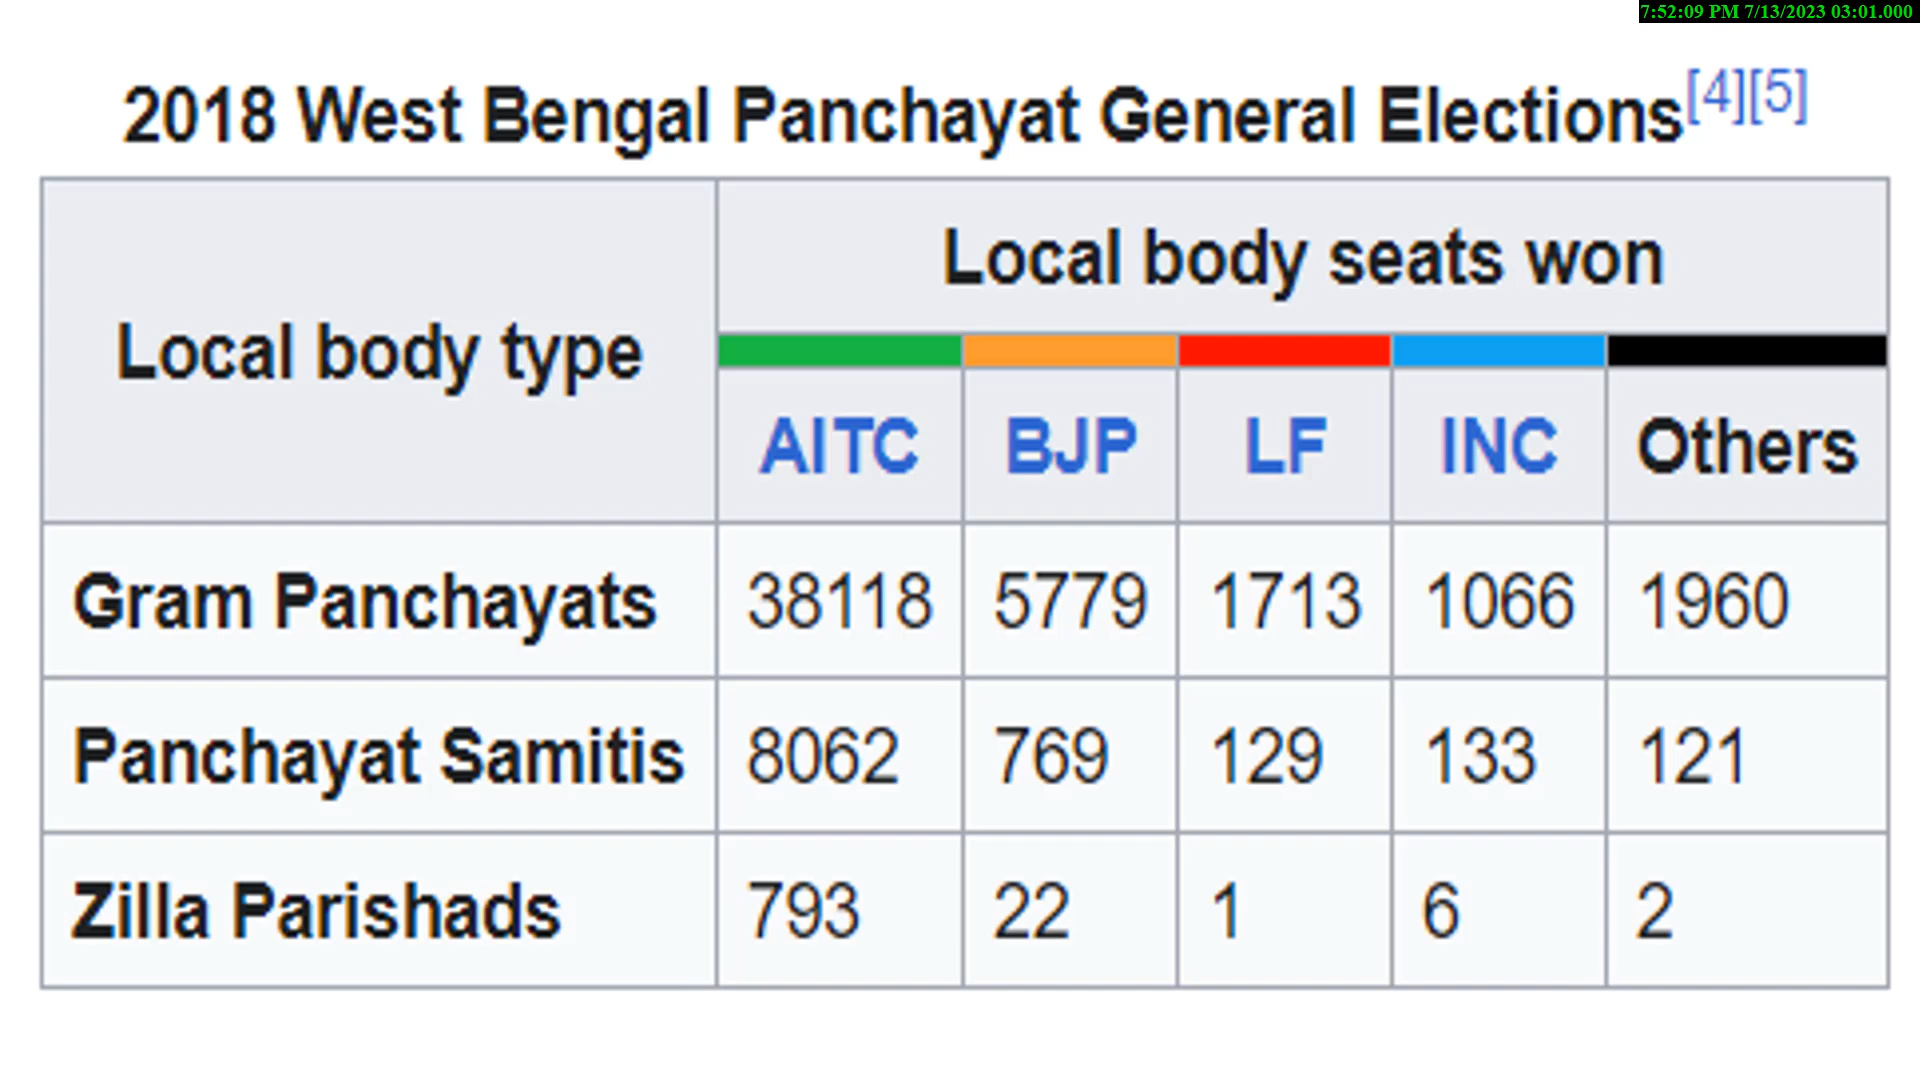 7:52:09 PM 7/13/2023 03:01.000
2018 West Bengal Panchayat General Elections[4][5]
Local body type
Local body seats won
AITC BJP LF INC Others
Gram Panchayats 38118 5779 1713 1066 1960
Panchayat Samitis 8062 769 129 133 121
Zilla Parishads 793 22 1 6 2